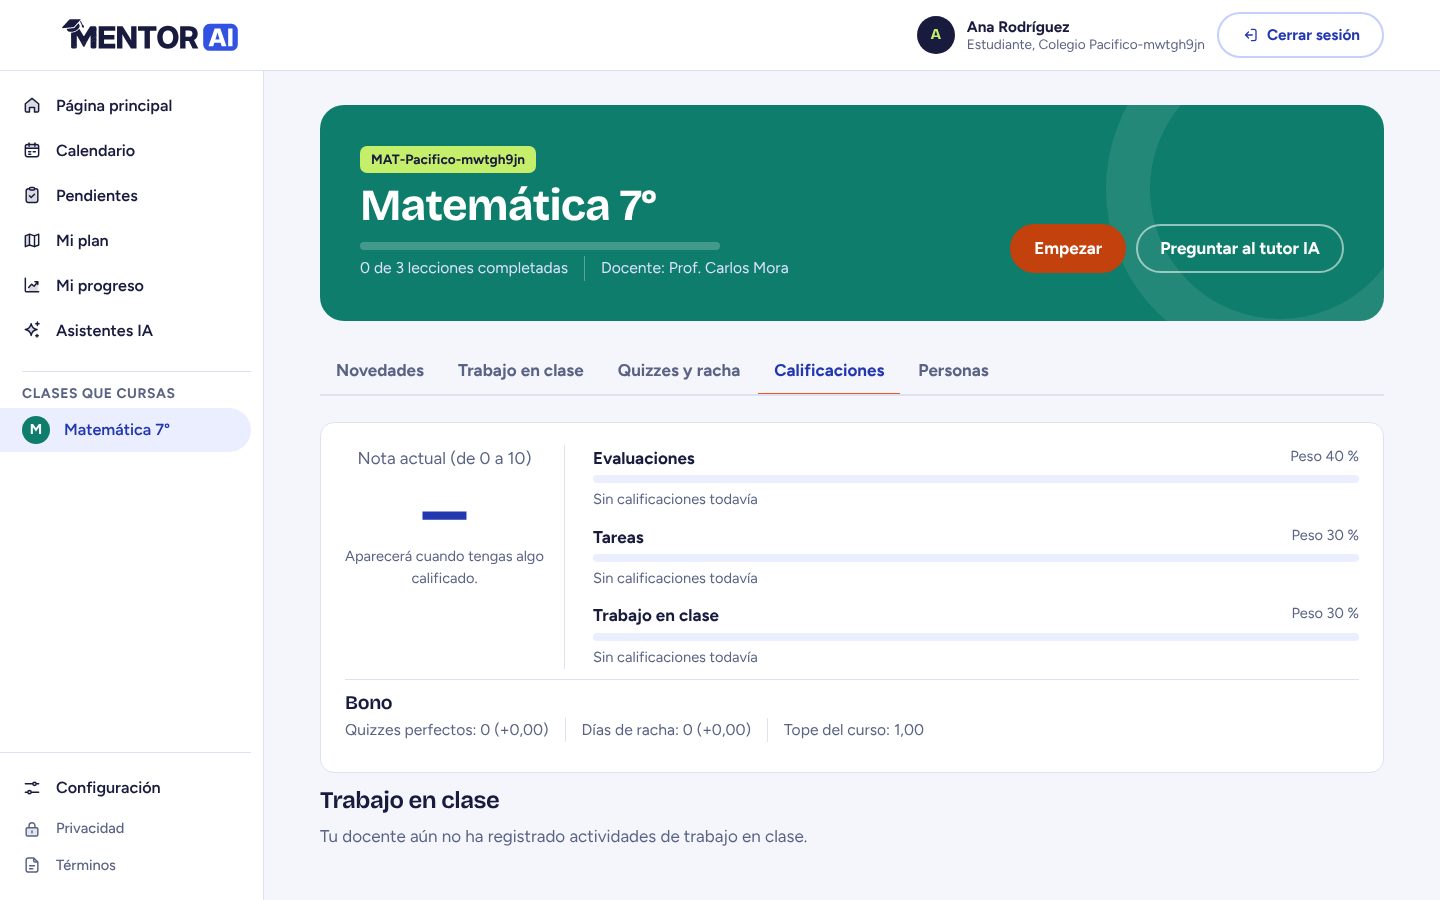 MENTOR AI
A
Ana Rodríguez
Estudiante, Colegio Pacifico-mwtgh9jn
Cerrar sesión
Página principal
Calendario
Pendientes
Mi plan
Mi progreso
Asistentes IA
CLASES QUE CURSAS
M
Matemática 7º
Configuración
Privacidad
Términos
MAT-Pacifico-mwtgh9jn
Matemática 7º
0 de 3 lecciones completadas
Docente: Prof. Carlos Mora
Empezar
Preguntar al tutor IA
Novedades
Trabajo en clase
Quizzes y racha
Calificaciones
Personas
Nota actual (de 0 a 10)
—
Aparecerá cuando tengas algo
calificado.
Evaluaciones
Peso 40 %
Sin calificaciones todavía
Tareas
Peso 30 %
Sin calificaciones todavía
Trabajo en clase
Peso 30 %
Sin calificaciones todavía
Bono
Quizzes perfectos: 0 (+0,00)
Días de racha: 0 (+0,00)
Tope del curso: 1,00
Trabajo en clase
Tu docente aún no ha registrado actividades de trabajo en clase.